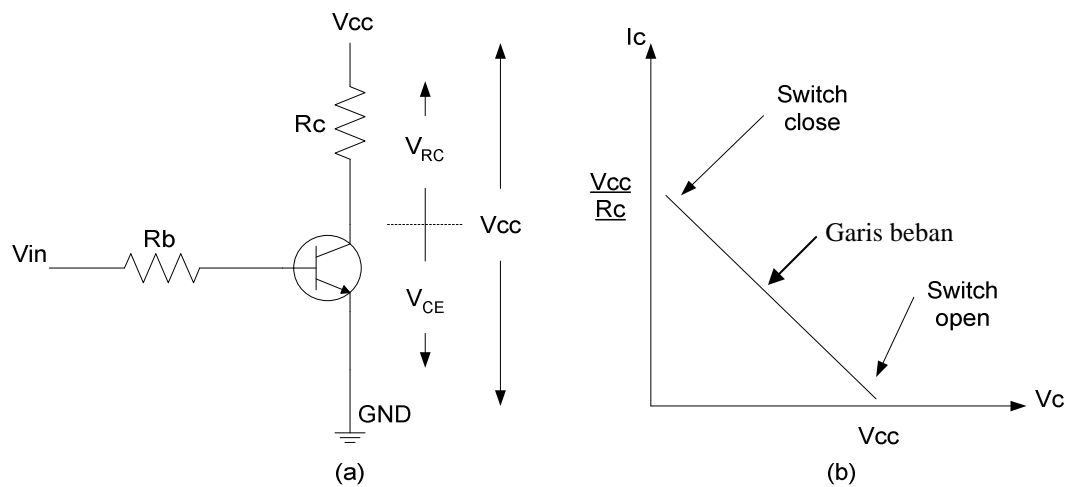 Vcc
Rc
V_RC
Vcc
Vin
Rb
V_CE
GND
(a)
Ic
Switch
close
Vcc
Rc
Garis beban
Switch
open
Vc
Vcc
(b)